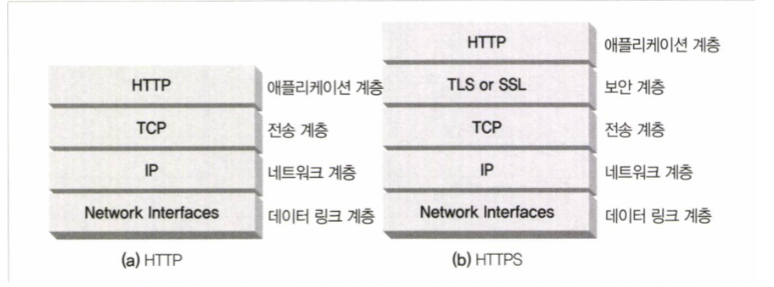 HTTP 애플리케이션 계층
TCP 전송 계층
IP 네트워크 계층
Network Interfaces 데이터 링크 계층
(a) HTTP
HTTP 애플리케이션 계층
TLS or SSL 보안 계층
TCP 전송 계층
IP 네트워크 계층
Network Interfaces 데이터 링크 계층
(b) HTTPS